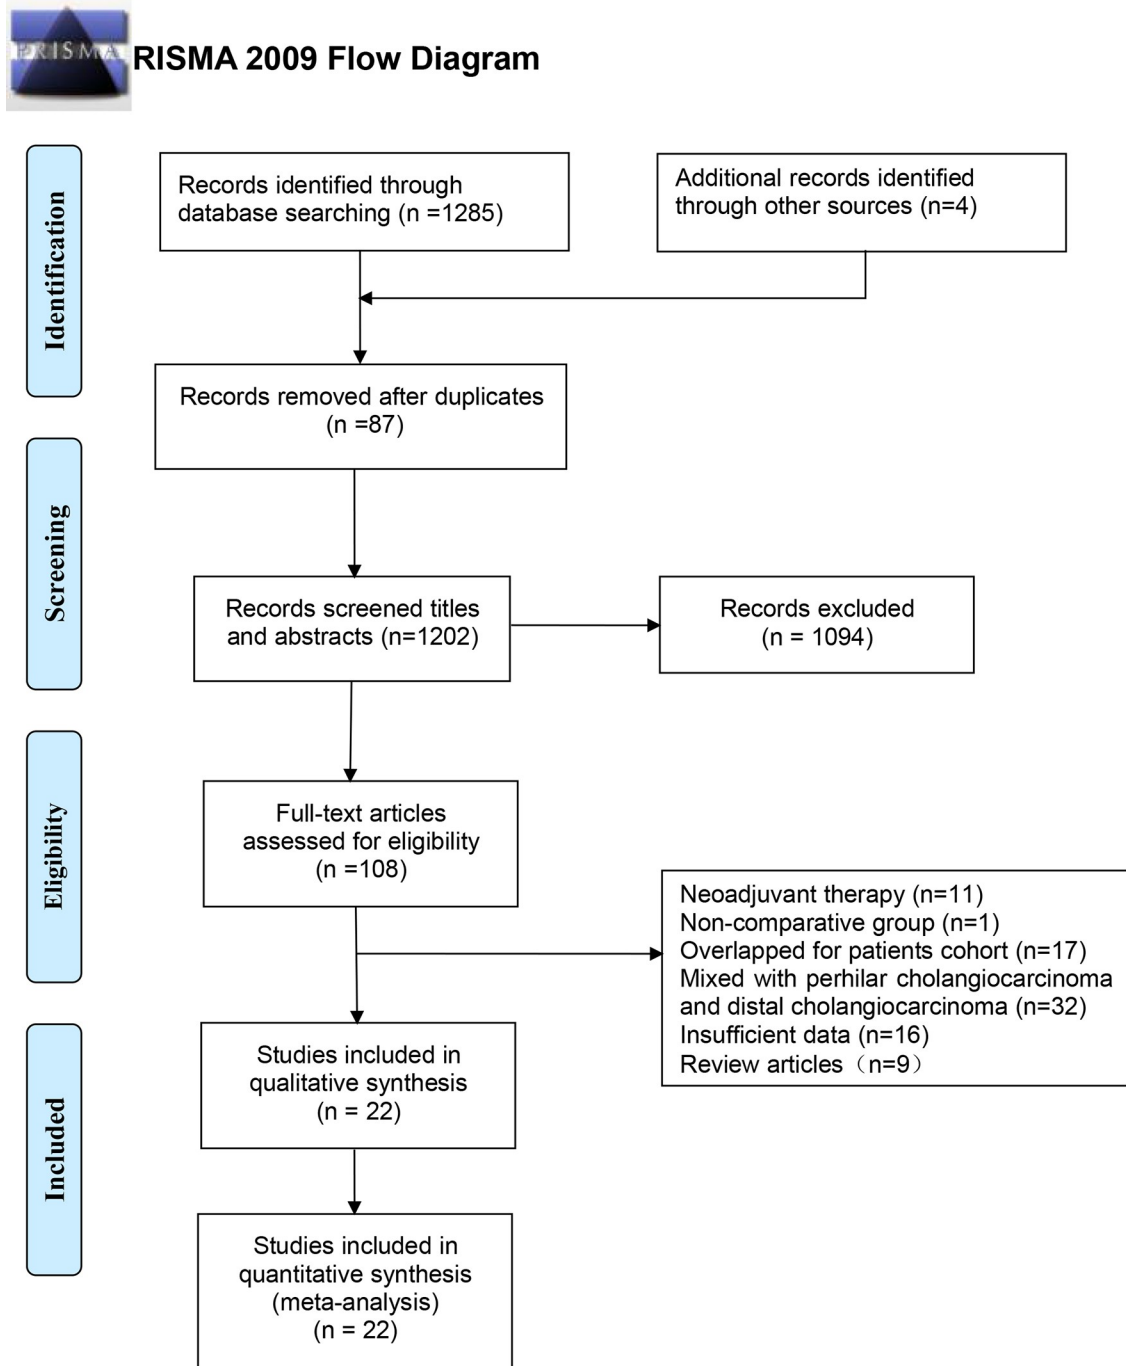 PRISMA
RISMA 2009 Flow Diagram
Identification
Records identified through
database searching (n =1285)
Additional records identified
through other sources (n=4)
Records removed after duplicates
(n =87)
Screening
Records screened titles
and abstracts (n=1202)
Records excluded
(n = 1094)
Eligibility
Full-text articles
assessed for eligibility
(n =108)
Neoadjuvant therapy (n=11)
Non-comparative group (n=1)
Overlapped for patients cohort (n=17)
Mixed with perhilar cholangiocarcinoma
and distal cholangiocarcinoma (n=32)
Insufficient data (n=16)
Review articles（n=9）
Included
Studies included in
qualitative synthesis
(n = 22)
Studies included in
quantitative synthesis
(meta-analysis)
(n = 22)